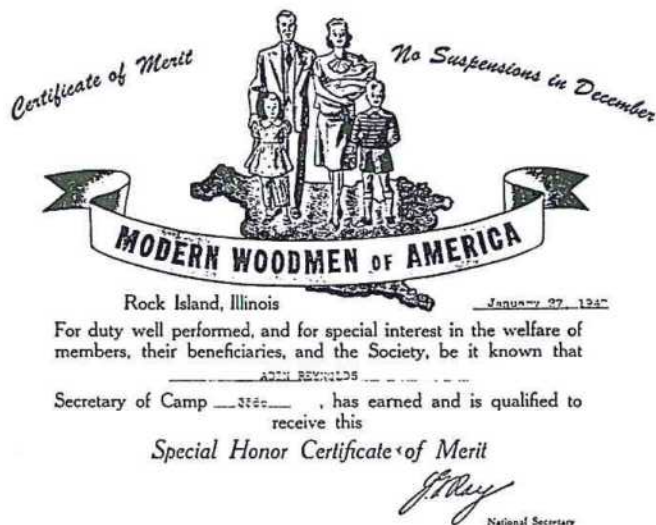 Certificate of Merit
No Suspensions in December
MODERN WOODMEN OF AMERICA
Rock Island, Illinois January 27,
For duty well performed, and for special interest in the welfare of
members, their beneficiaries, and the Society, be it known that
REYNOLDS
Secretary of Camp , has earned and is qualified to
receive this
Special Honor Certificate of Merit
National Secretary